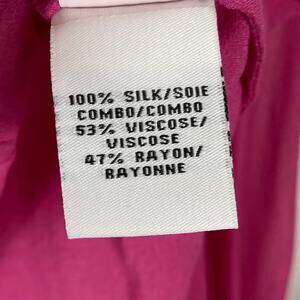 100% SILK/SOIE
COMBO/COMBO
53% VISCOSE/
VISCOSE
47% RAYON/
RAYONNE